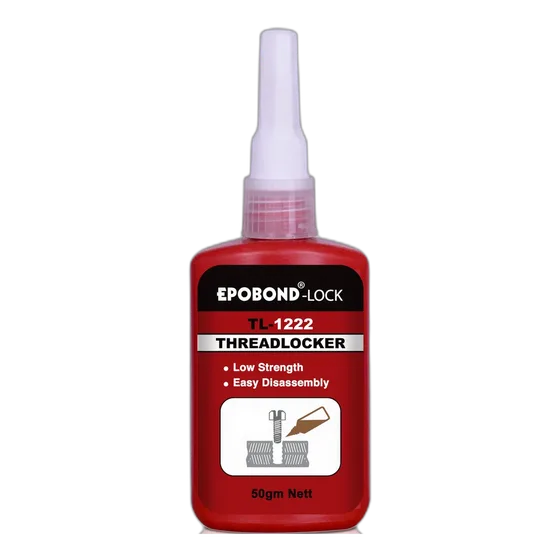 EPOBOND®-LOCK
TL-1222
THREADLOCKER
• Low Strength
• Easy Disassembly
50gm Nett